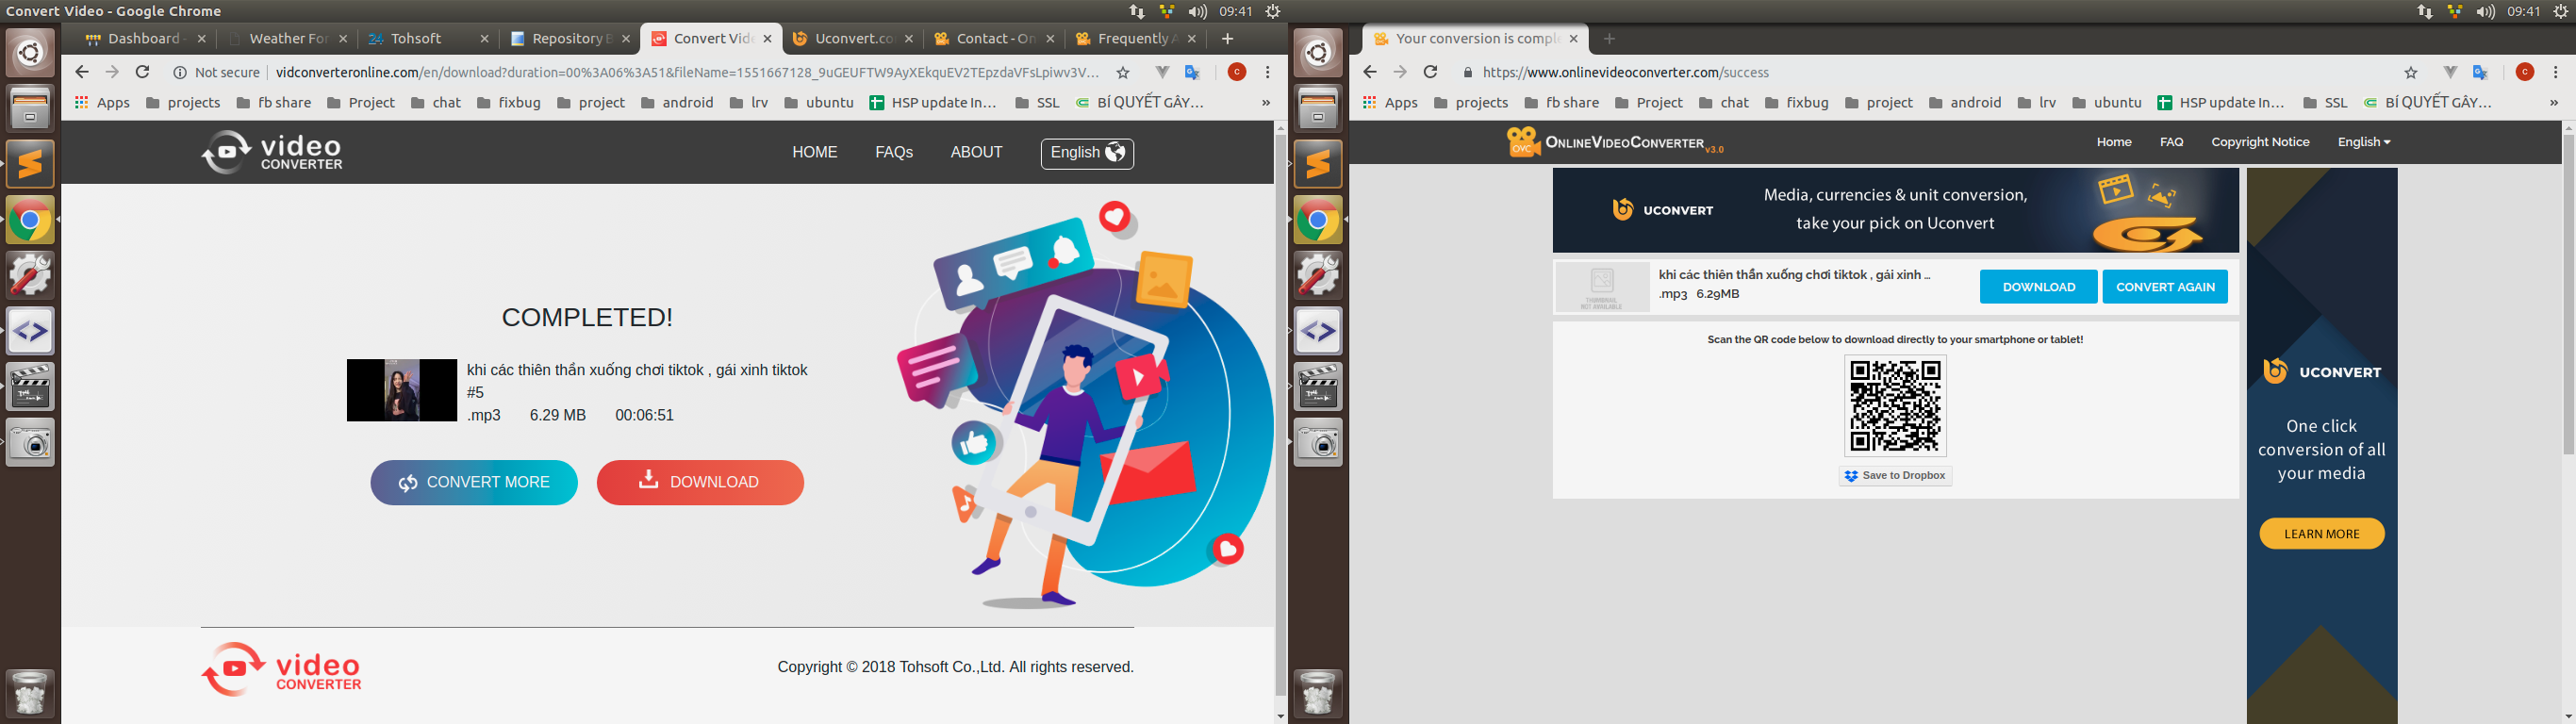 Convert Video - Google Chrome
09:41
Dashboard -
Weather For
Tohsoft
Repository B
Convert Vide
Uconvert.co
Contact - On
Frequently A
Not secure | vidconverteronline.com/en/download?duration=00%3A06%3A51&fileName=1551667128_9uGEUFTW9AyXEkquEV2TEpzdaVFsLpiwv3V...
C
Apps projects fb share Project chat fixbug project android lrv ubuntu HSP update In... SSL BÍ QUYẾT GÂY... »
video
CONVERTER
HOME FAQs ABOUT English
COMPLETED!
khi các thiên thần xuống chơi tiktok , gái xinh tiktok
#5
.mp3 6.29 MB 00:06:51
CONVERT MORE DOWNLOAD
video
CONVERTER
Copyright © 2018 Tohsoft Co.,Ltd. All rights reserved.
09:41
Your conversion is comple
https://www.onlinevideoconverter.com/success
C
Apps projects fb share Project chat fixbug project android lrv ubuntu HSP update In... SSL BÍ QUYẾT GÂY... »
OVC
ONLINEVIDEOCONVERTER v3.0
Home FAQ Copyright Notice English
UCONVERT
Media, currencies & unit conversion,
take your pick on Uconvert
THUMBNAIL
NOT AVAILABLE
khi các thiên thần xuống chơi tiktok , gái xinh ...
.mp3 6.29MB
DOWNLOAD CONVERT AGAIN
Scan the QR code below to download directly to your smartphone or tablet!
Save to Dropbox
UCONVERT
One click
conversion of all
your media
LEARN MORE